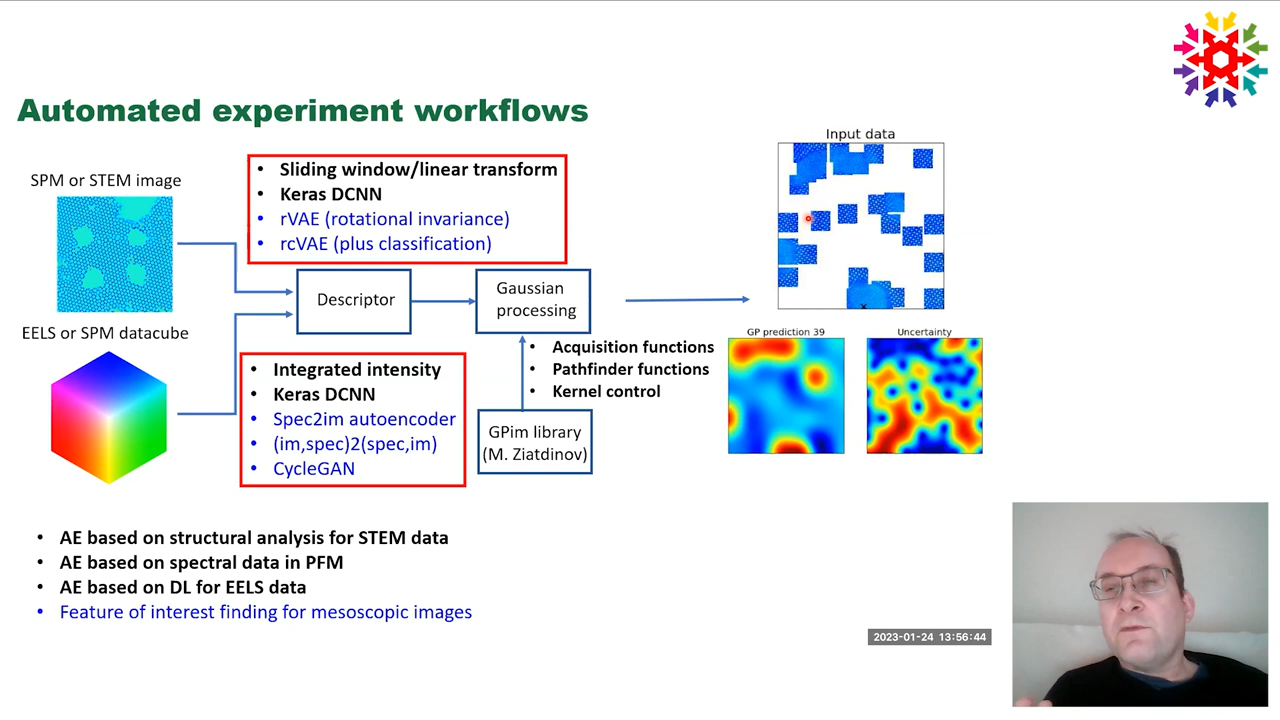 Automated experiment workflows
SPM or STEM image
• Sliding window/linear transform
• Keras DCNN
• rVAE (rotational invariance)
• rcVAE (plus classification)
Input data
Descriptor
Gaussian
processing
EELS or SPM datacube
• Integrated intensity
• Keras DCNN
• Spec2im autoencoder
• (im,spec)2(spec,im)
• CycleGAN
• Acquisition functions
• Pathfinder functions
• Kernel control
GPim library
(M. Ziatdinov)
GP prediction 39
Uncertainty
• AE based on structural analysis for STEM data
• AE based on spectral data in PFM
• AE based on DL for EELS data
• Feature of interest finding for mesoscopic images
2023-01-24 13:56:44